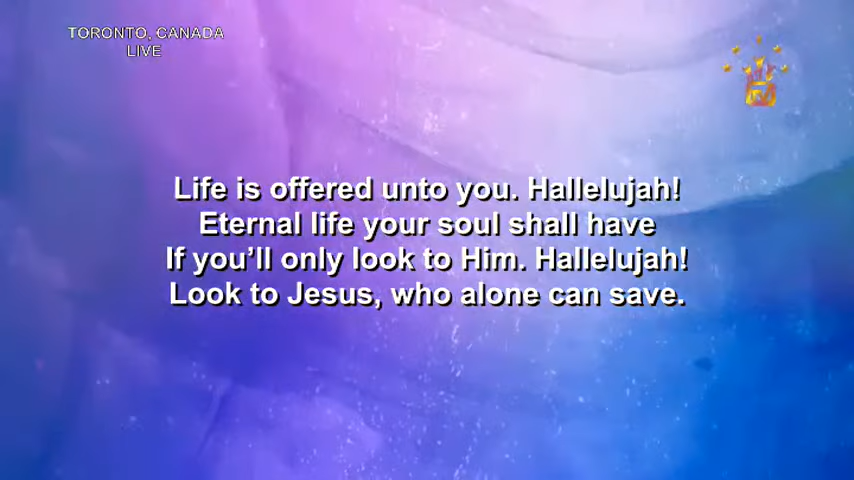 TORONTO, CANADA
LIVE
Life is offered unto you. Hallelujah!
Eternal life your soul shall have
If you’ll only look to Him. Hallelujah!
Look to Jesus, who alone can save.